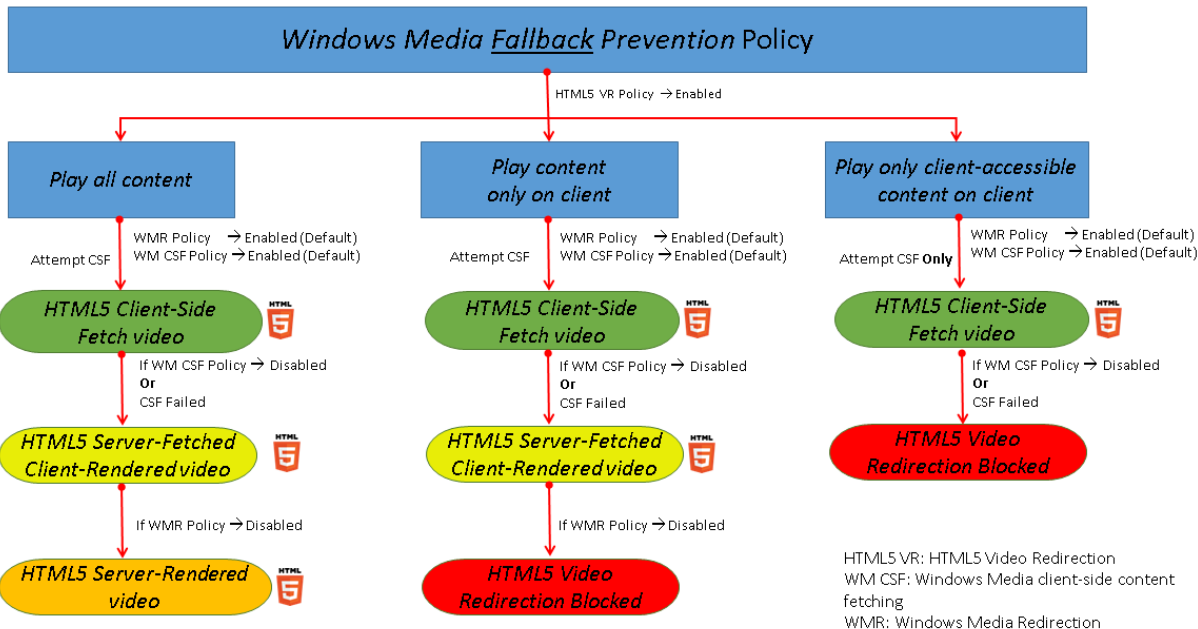 Windows Media Fallback Prevention Policy
HTML5 VR Policy → Enabled
Play all content
WMR Policy → Enabled (Default)
WM CSF Policy → Enabled (Default)
Attempt CSF
HTML5 Client-Side
Fetch video
HTML
5
If WM CSF Policy → Disabled
Or
CSF Failed
HTML5 Server-Fetched
Client-Rendered video
HTML
5
If WMR Policy → Disabled
HTML5 Server-Rendered
video
HTML
5
Play content
only on client
WMR Policy → Enabled (Default)
WM CSF Policy → Enabled (Default)
Attempt CSF
HTML5 Client-Side
Fetch video
HTML
5
If WM CSF Policy → Disabled
Or
CSF Failed
HTML5 Server-Fetched
Client-Rendered video
HTML
5
If WMR Policy → Disabled
HTML5 Video
Redirection Blocked
Play only client-accessible
content on client
WMR Policy → Enabled (Default)
WM CSF Policy → Enabled (Default)
Attempt CSF Only
HTML5 Client-Side
Fetch video
HTML
5
If WM CSF Policy → Disabled
Or
CSF Failed
HTML5 Video
Redirection Blocked
HTML5 VR: HTML5 Video Redirection
WM CSF: Windows Media client-side content
fetching
WMR: Windows Media Redirection